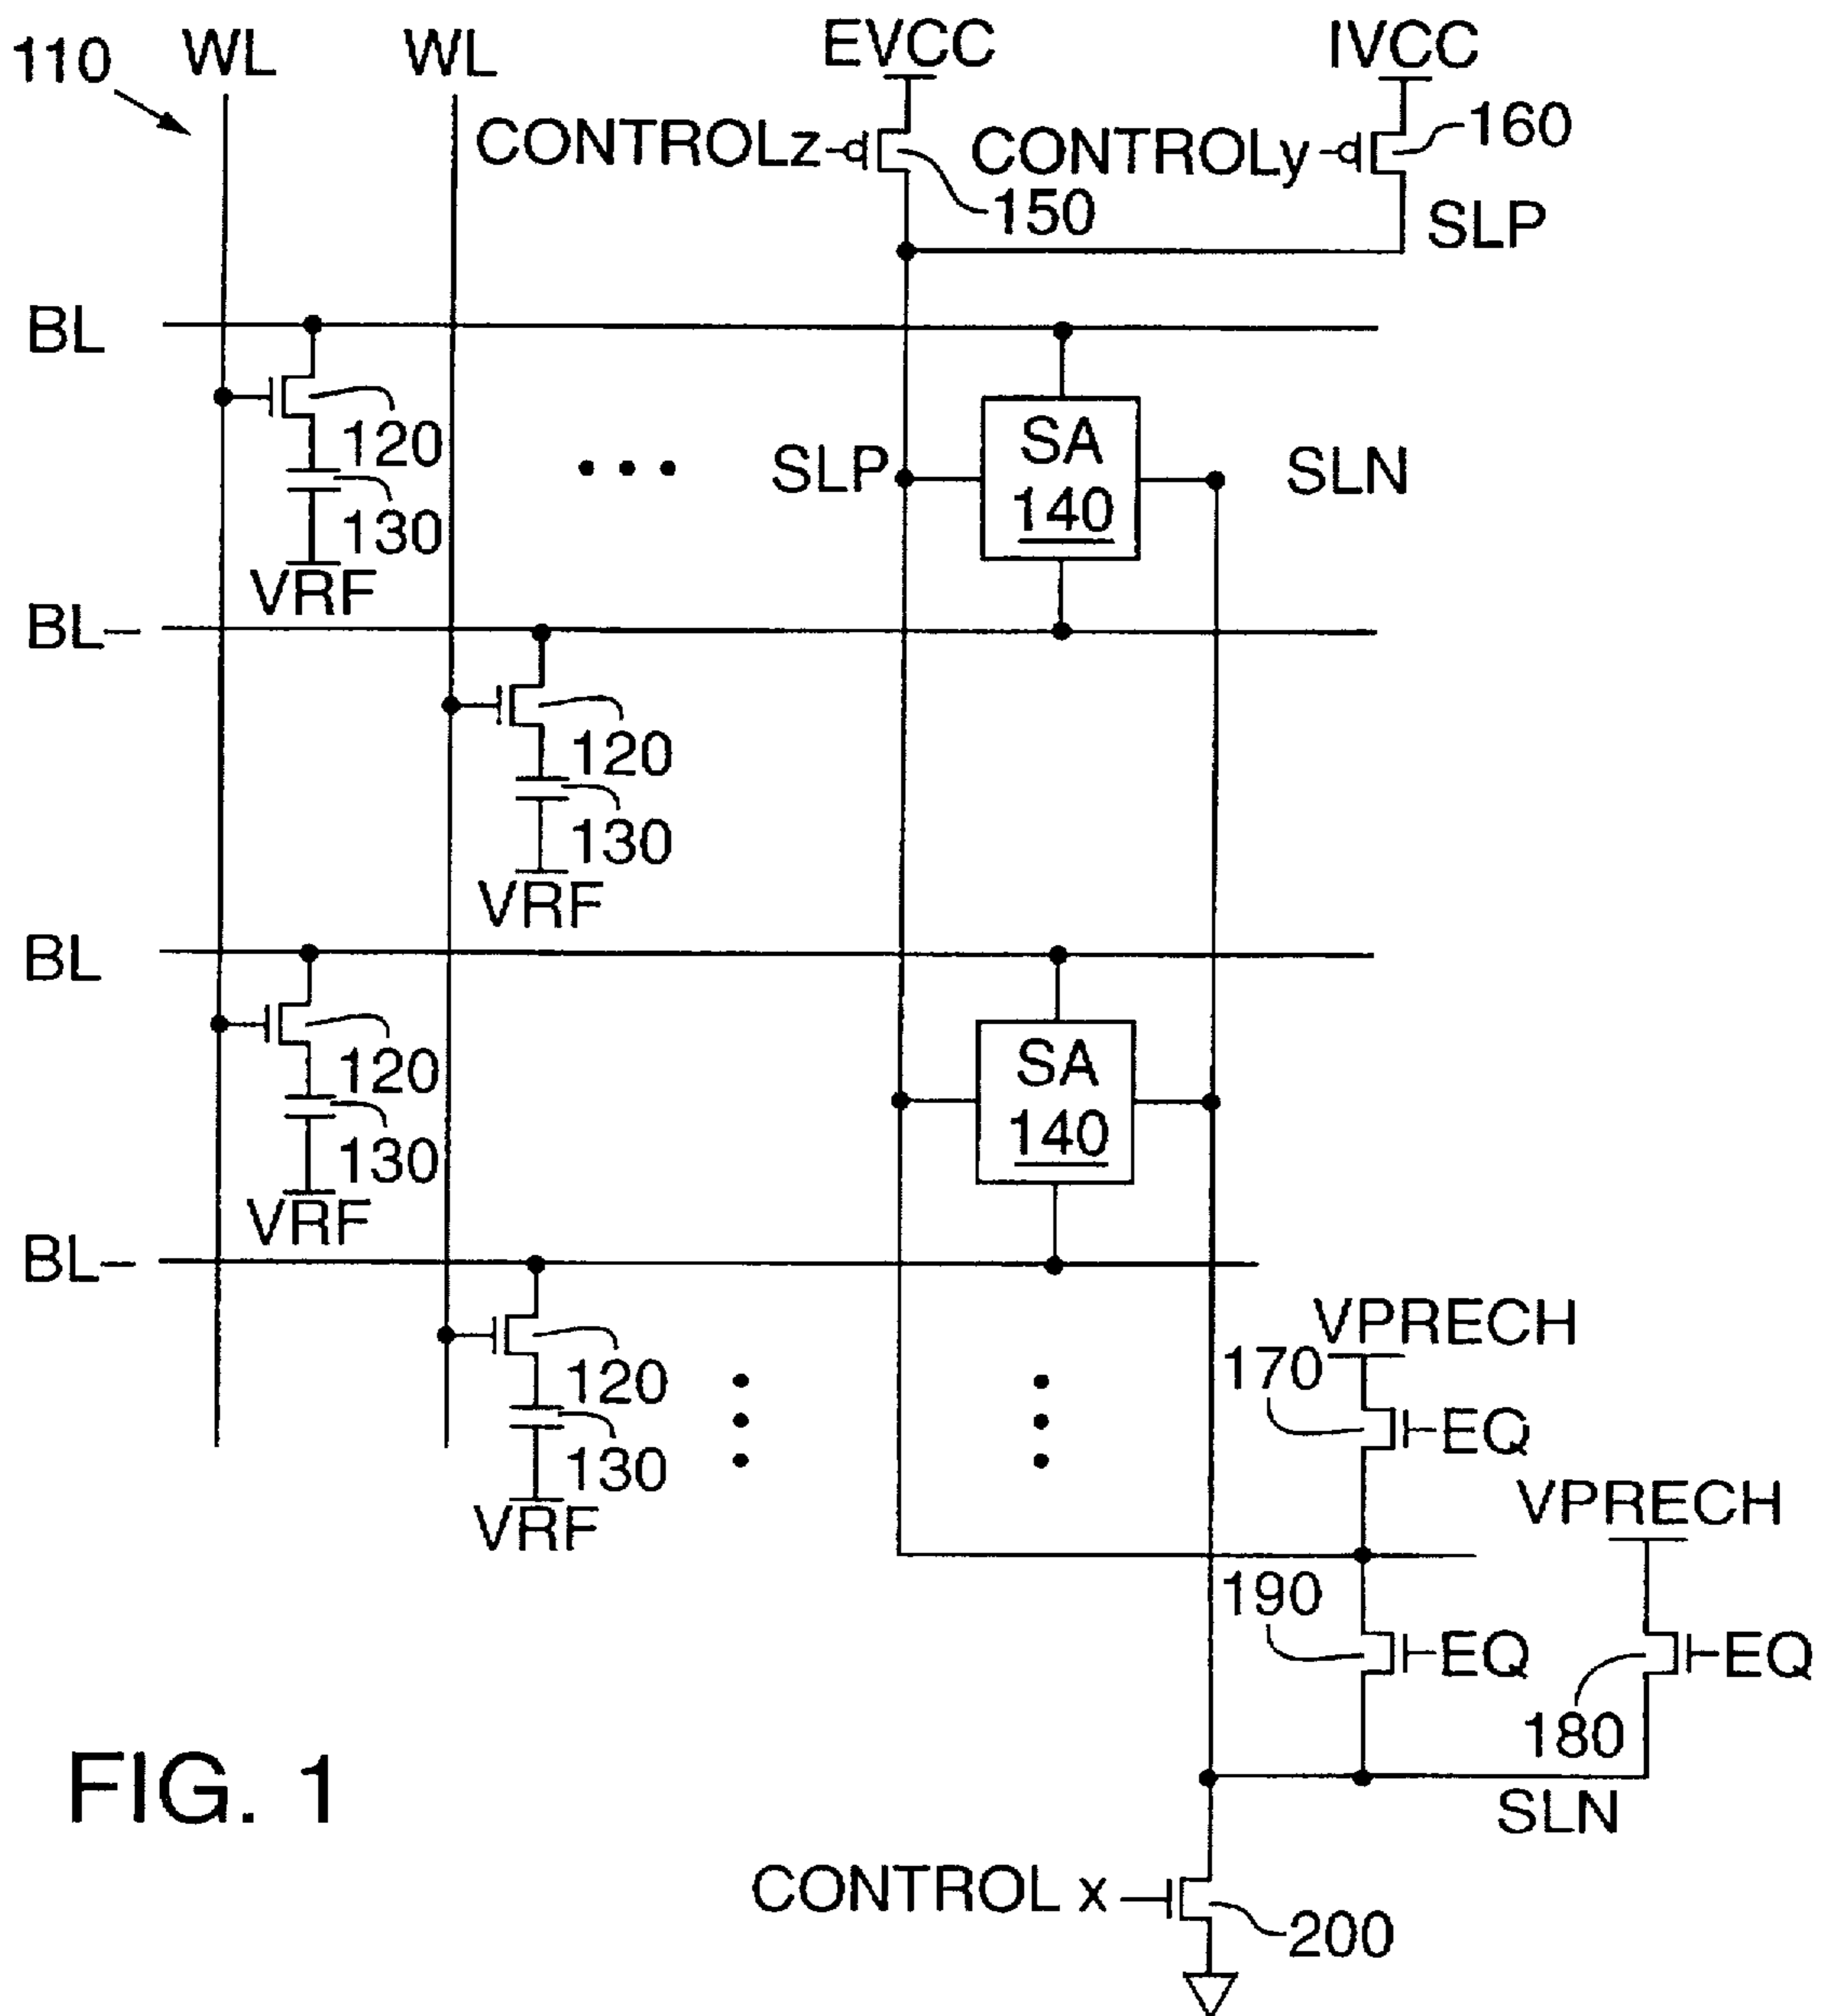 110 WL WL EVCC IVCC
CONTROLz CONTROLy 160
150 SLP
BL
120 SLP SA SLN
130 140
VRF
BL–
120
130
VRF
BL
120 SA
130 140
VRF
BL–
VPRECH
120 170
130 EQ
VRF VPRECH
190
EQ EQ
180
FIG. 1 SLN
CONTROL x
200